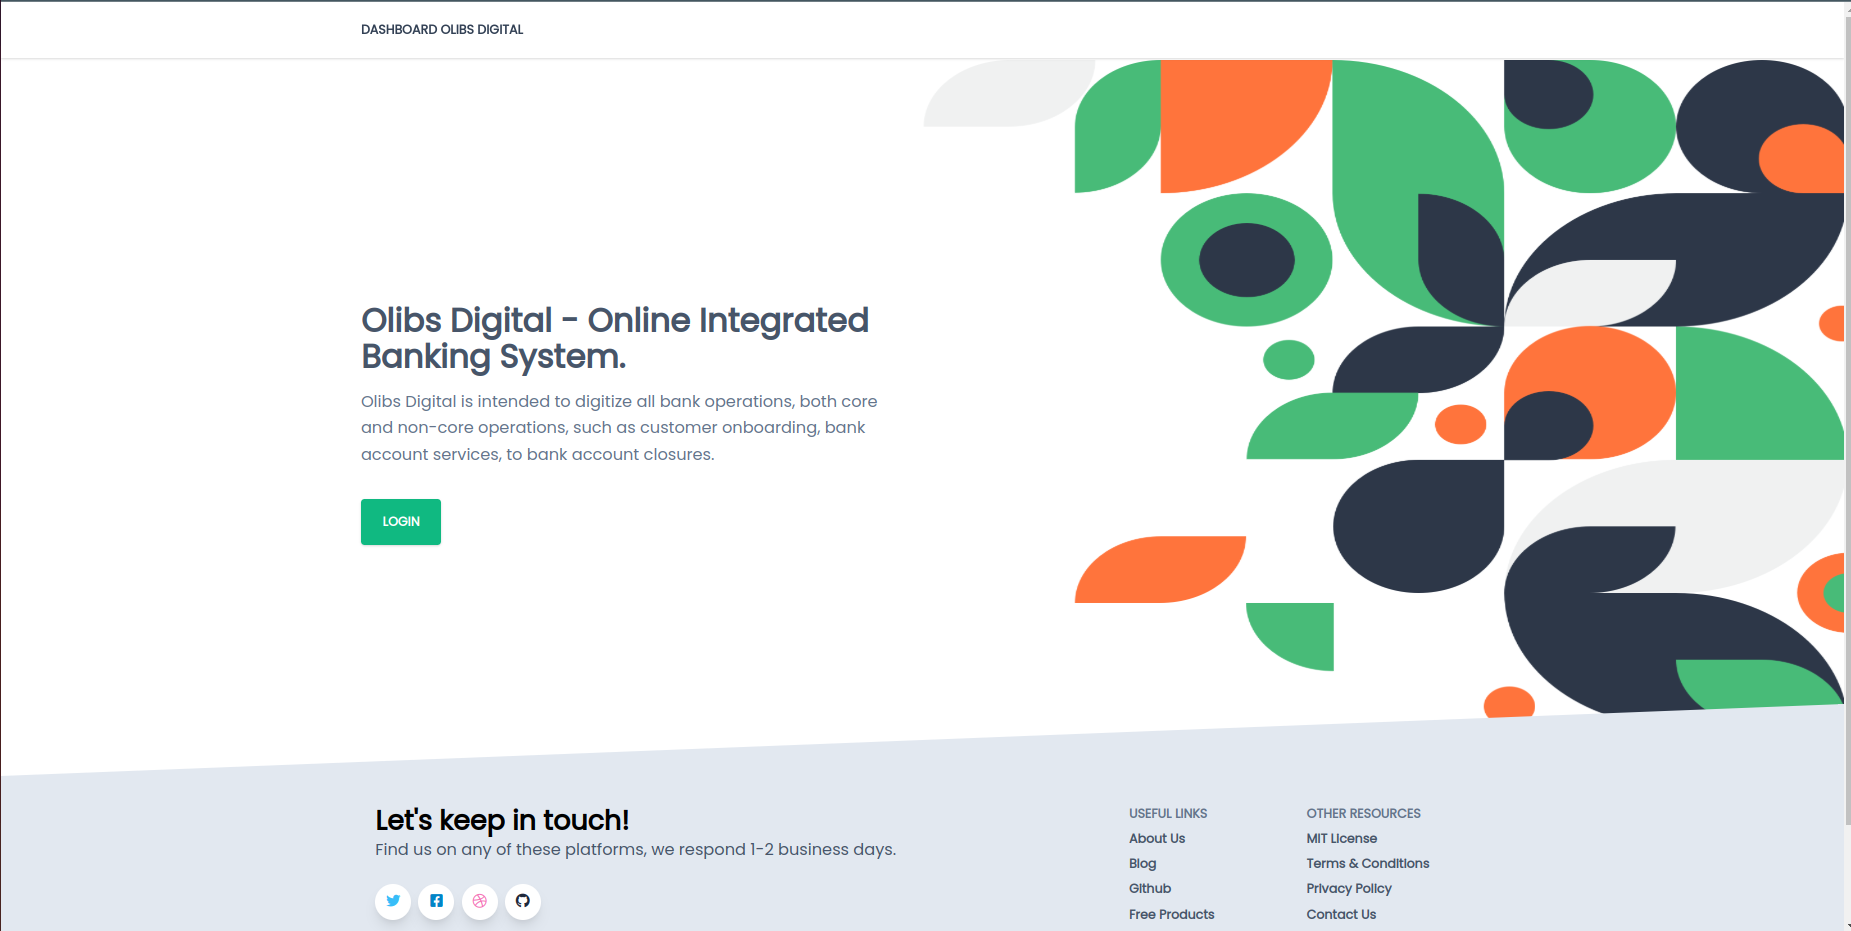 DASHBOARD OLIBS DIGITAL
Olibs Digital - Online Integrated
Banking System.
Olibs Digital is intended to digitize all bank operations, both core
and non-core operations, such as customer onboarding, bank
account services, to bank account closures.
LOGIN
Let's keep in touch!
Find us on any of these platforms, we respond 1-2 business days.
USEFUL LINKS
About Us
Blog
Github
Free Products
OTHER RESOURCES
MIT License
Terms & Conditions
Privacy Policy
Contact Us